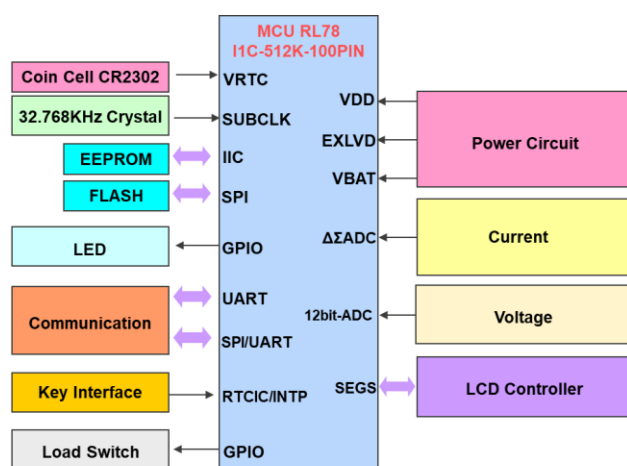 MCU RL78
I1C-512K-100PIN
Coin Cell CR2302
VRTC
32.768KHz Crystal
SUBCLK
EEPROM
IIC
FLASH
SPI
LED
GPIO
Communication
UART
SPI/UART
Key Interface
RTCIC/INTP
Load Switch
GPIO
VDD
EXLVD
VBAT
Power Circuit
ΔΣADC
Current
12bit-ADC
Voltage
SEGS
LCD Controller